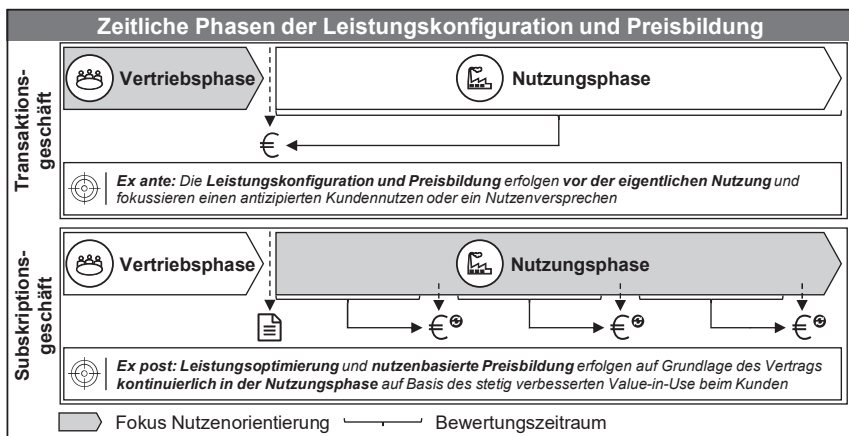 Zeitliche Phasen der Leistungskonfiguration und Preisbildung
Transaktions-
geschäft
Vertriebsphase
Nutzungsphase
€
Ex ante: Die Leistungskonfiguration und Preisbildung erfolgen vor der eigentlichen Nutzung und
fokussieren einen antizipierten Kundennutzen oder ein Nutzenversprechen
Subskriptions-
geschäft
Vertriebsphase
Nutzungsphase
€ € €
Ex post: Leistungsoptimierung und nutzenbasierte Preisbildung erfolgen auf Grundlage des Vertrags
kontinuierlich in der Nutzungsphase auf Basis des stetig verbesserten Value-in-Use beim Kunden
Fokus Nutzenorientierung Bewertungszeitraum